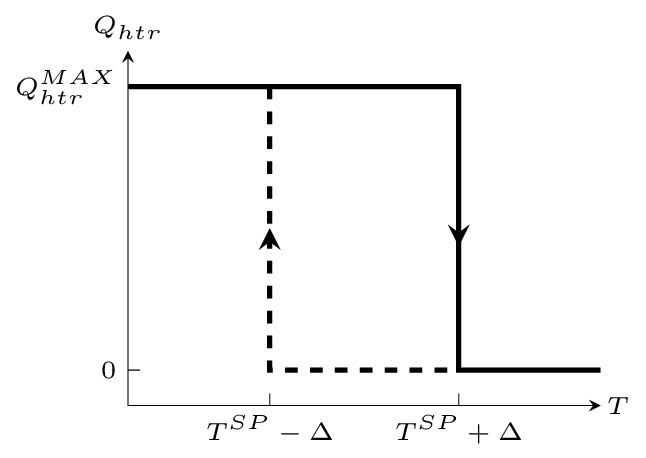 Q_{htr}
Q_{htr}^{MAX}
0
T^{SP} − Δ
T^{SP} + Δ
T